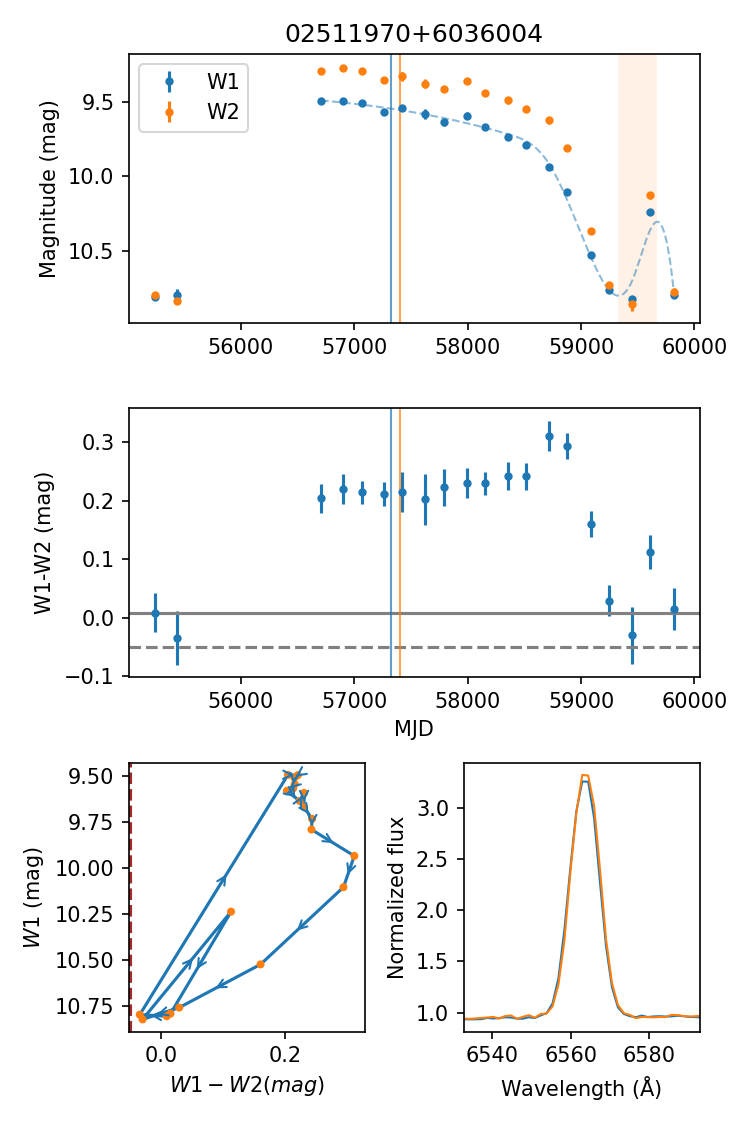 02511970+6036004
W1
W2
Magnitude (mag)
9.5
10.0
10.5
56000 57000 58000 59000 60000
W1-W2 (mag)
0.3
0.2
0.1
0.0
−0.1
56000 57000 58000 59000 60000
MJD
W1 (mag)
9.50
9.75
10.00
10.25
10.50
10.75
0.0 0.2
W1 − W2(mag)
Normalized flux
3.0
2.5
2.0
1.5
1.0
6540 6560 6580
Wavelength (Å)